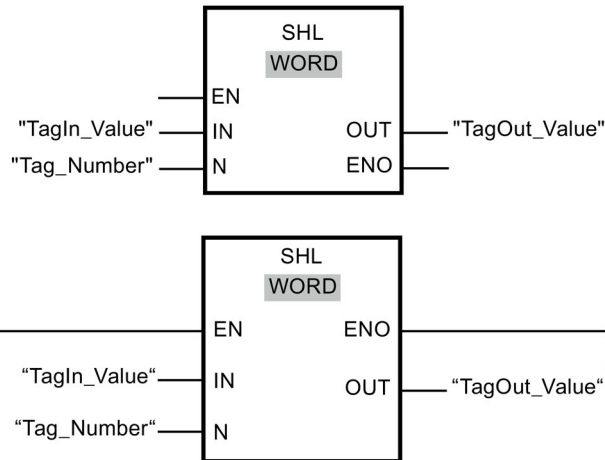 SHL
WORD
EN
"TagIn_Value" IN OUT "TagOut_Value"
"Tag_Number" N ENO
SHL
WORD
EN ENO
“TagIn_Value“ IN OUT “TagOut_Value“
“Tag_Number“ N